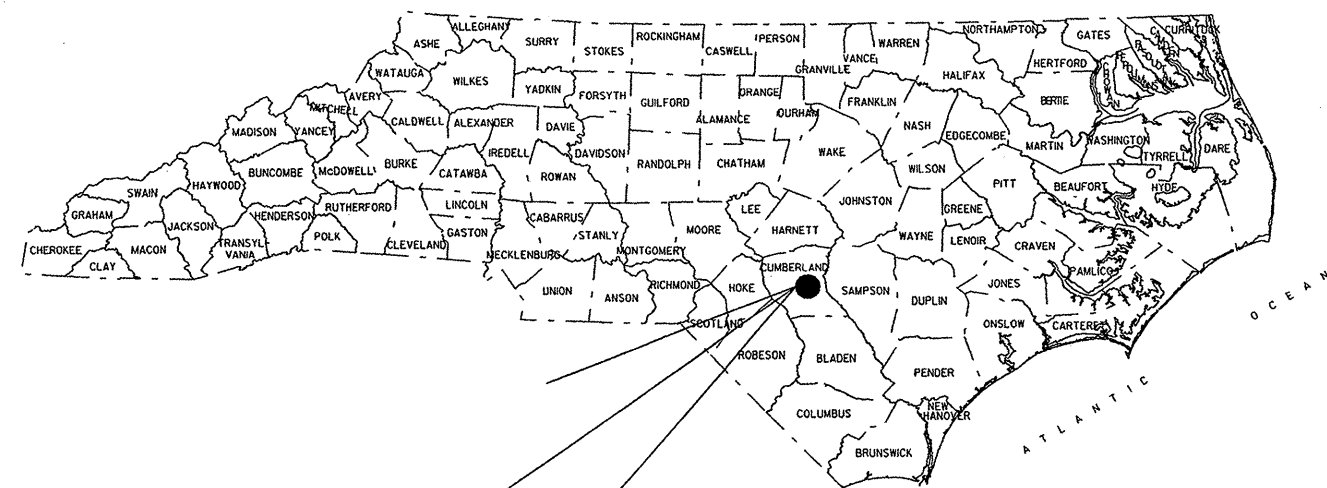 ALLEGHANY
ASHE
SURRY
STOKES
ROCKINGHAM
CASWELL
PERSON
GRANVILLE
VANCE
WARREN
NORTHAMPTON
GATES
CAMDEN
CURRITUCK
HERTFORD
HALIFAX
WATAUGA
WILKES
YADKIN
FORSYTH
GUILFORD
ALAMANCE
ORANGE
DURHAM
FRANKLIN
NASH
EDGECOMBE
BERTIE
CHOWAN
MARTIN
WASHINGTON
TYRRELL
DARE
AVERY
MITCHELL
YANCEY
MADISON
CALDWELL
ALEXANDER
DAVIE
IREDELL
DAVIDSON
RANDOLPH
CHATHAM
WAKE
WILSON
PITT
BEAUFORT
HYDE
BUNCOMBE
McDOWELL
BURKE
CATAWBA
ROWAN
SWAIN
HAYWOOD
GRAHAM
JACKSON
HENDERSON
RUTHERFORD
LINCOLN
CABARRUS
STANLY
MONTGOMERY
MOORE
LEE
HARNETT
JOHNSTON
GREENE
WAYNE
LENOIR
CRAVEN
PAMLICO
CHEROKEE
MACON
CLAY
TRANSYL
VANIA
POLK
CLEVELAND
GASTON
MECKLENBURG
UNION
ANSON
RICHMOND
HOKE
SCOTLAND
CUMBERLAND
SAMPSON
DUPLIN
JONES
ONSLOW
CARTERET
ROBESON
BLADEN
PENDER
COLUMBUS
NEW
HANOVER
BRUNSWICK
ATLANTIC OCEAN